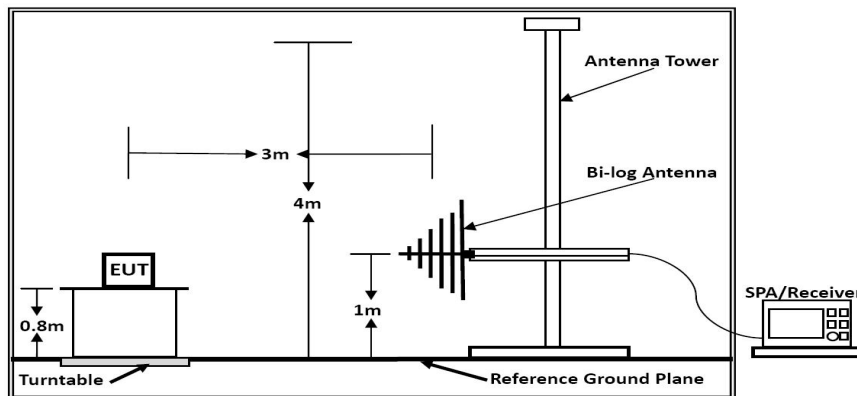 Antenna Tower
3m
Bi-log Antenna
4m
EUT
SPA/Receiver
0.8m
1m
Turntable
Reference Ground Plane